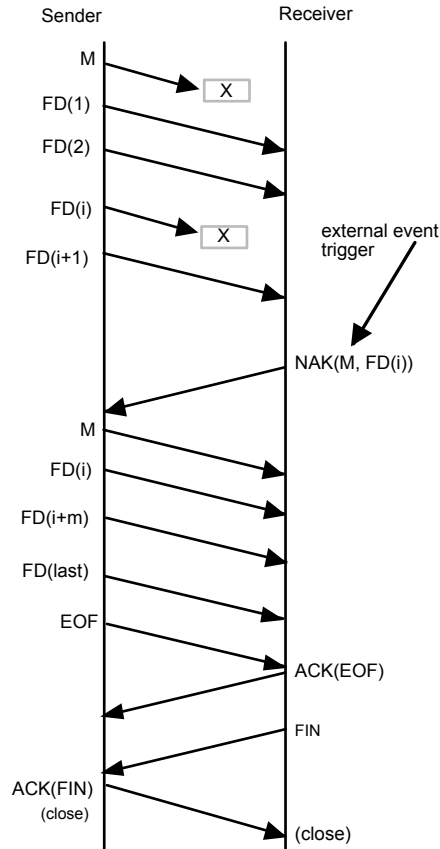 Sender
Receiver
M
X
FD(1)
FD(2)
FD(i)
X
FD(i+1)
external event
trigger
NAK(M, FD(i))
M
FD(i)
FD(i+m)
FD(last)
EOF
ACK(EOF)
FIN
ACK(FIN)
(close)
(close)